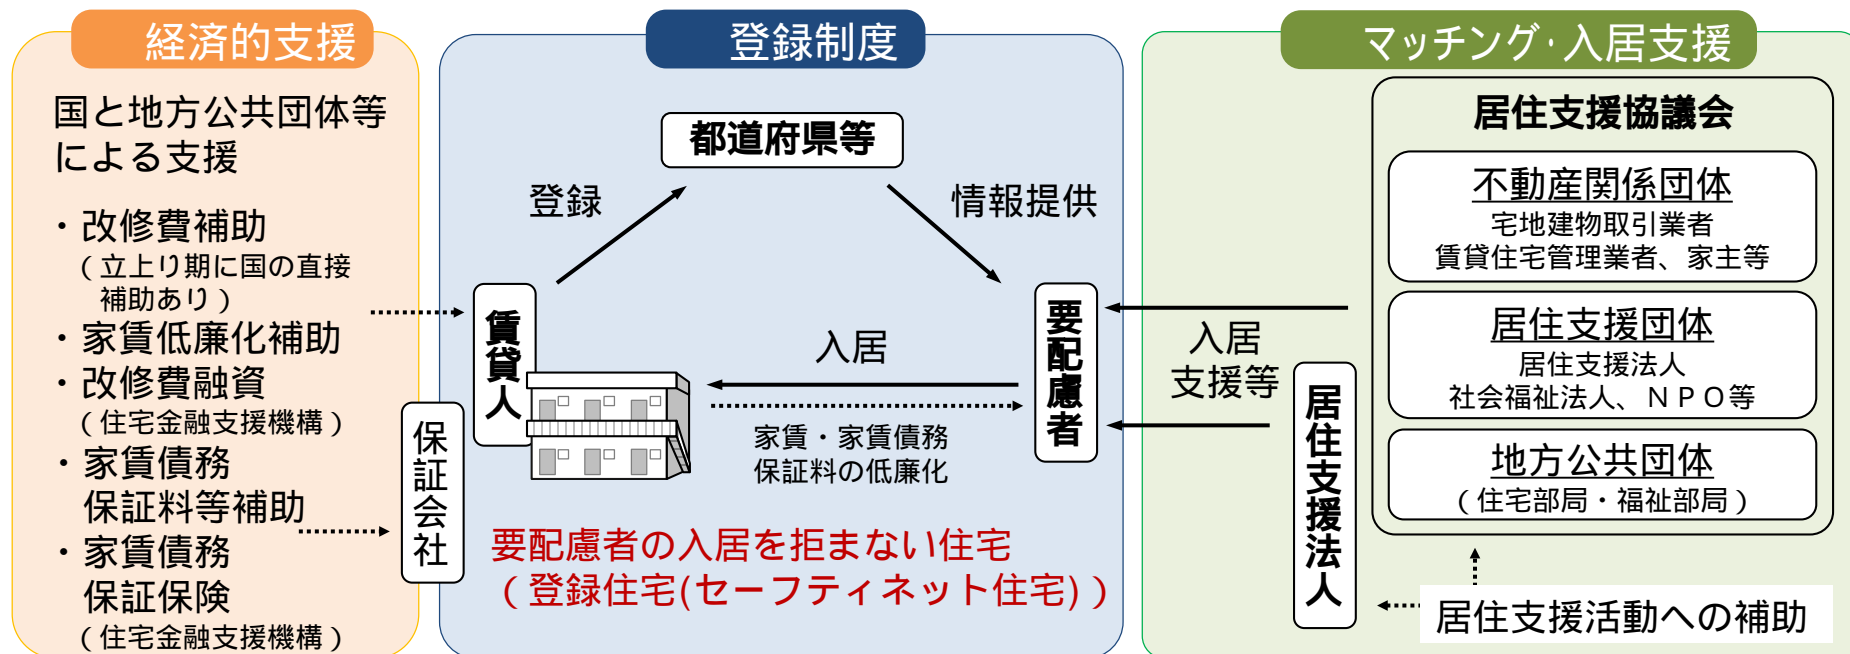 経済的支援
国と地方公共団体等
による支援
・改修費補助
（立上り期に国の直接
補助あり）
・家賃低廉化補助
・改修費融資
（住宅金融支援機構）
・家賃債務
保証料等補助
・家賃債務
保証保険
（住宅金融支援機構）
保証会社
登録制度
都道府県等
登録
情報提供
賃貸人
要配慮者
入居
家賃・家賃債務
保証料の低廉化
要配慮者の入居を拒まない住宅
（登録住宅(セーフティネット住宅)）
マッチング・入居支援
居住支援協議会
不動産関係団体
宅地建物取引業者
賃貸住宅管理業者、家主等
居住支援団体
居住支援法人
社会福祉法人、ＮＰＯ等
地方公共団体
（住宅部局・福祉部局）
入居
支援等
居住支援法人
居住支援活動への補助